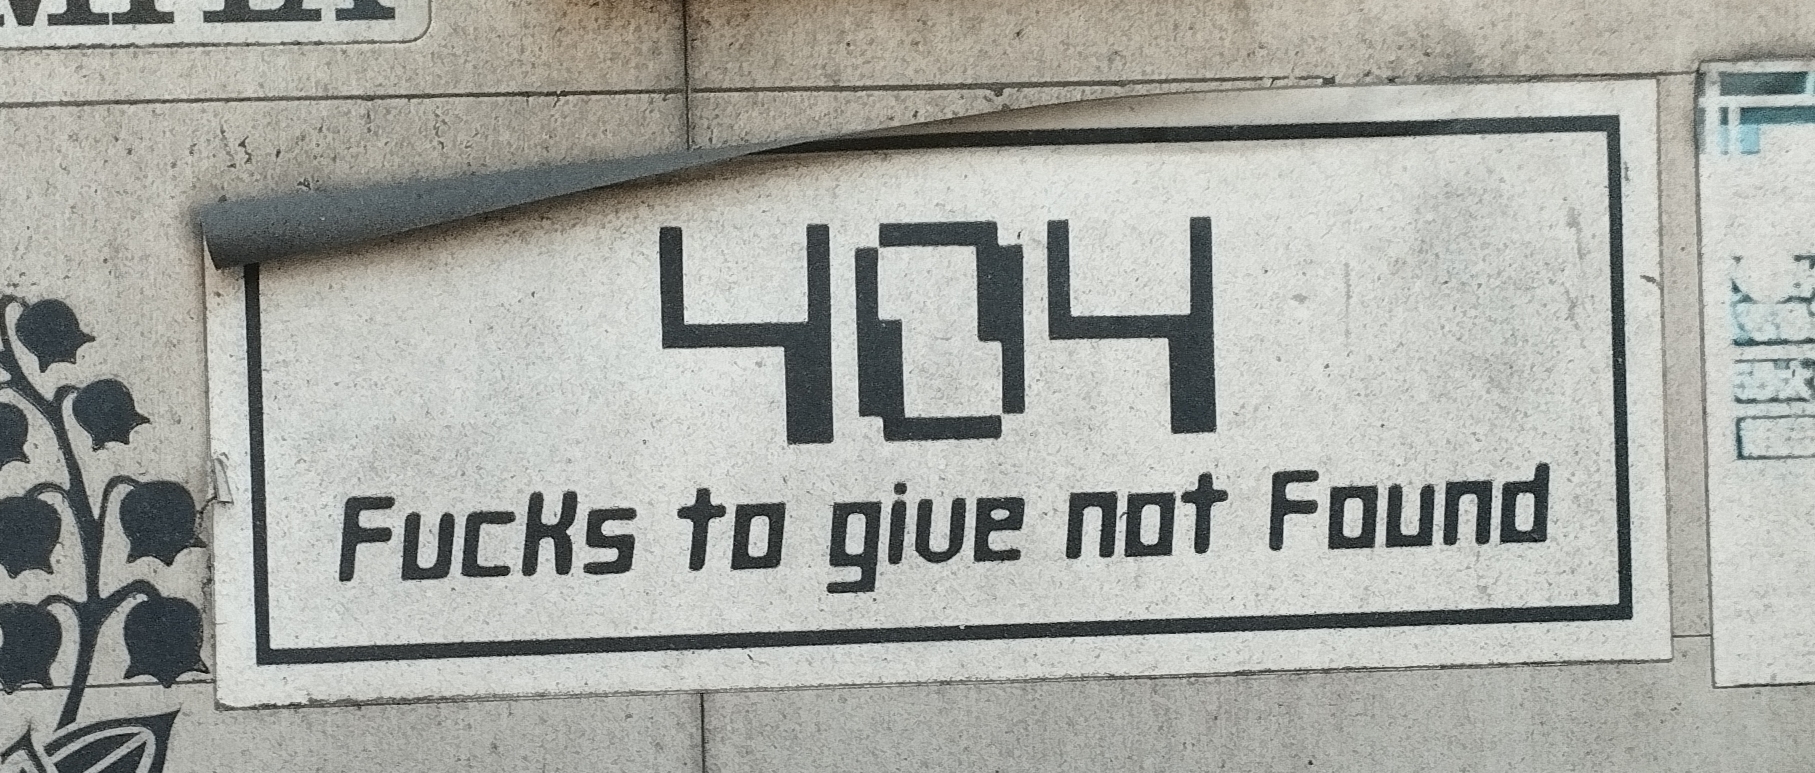 404
Fucks to give not Found